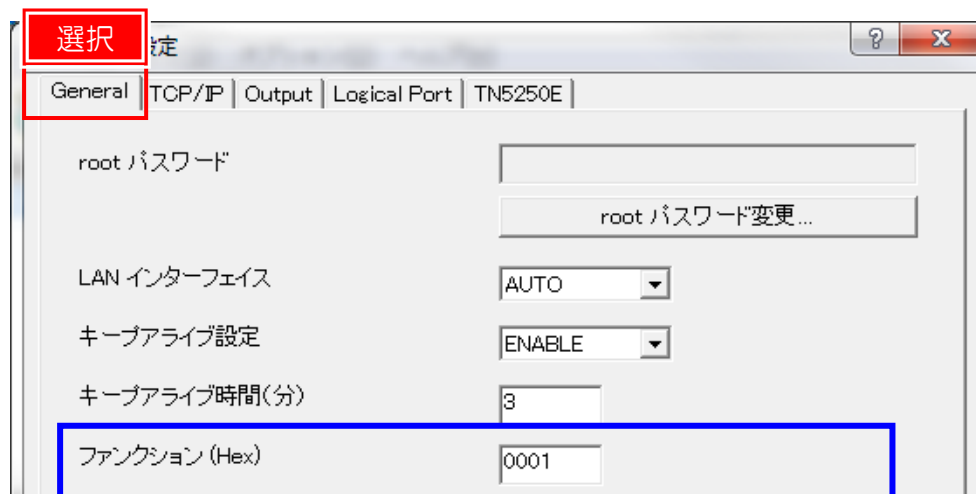 選択
定
General TCP/IP Output Logical Port TN5250E
root パスワード
root パスワード変更...
LAN インターフェイス AUTO
キープアライブ設定 ENABLE
キープアライブ時間(分) 3
ファンクション (Hex) 0001